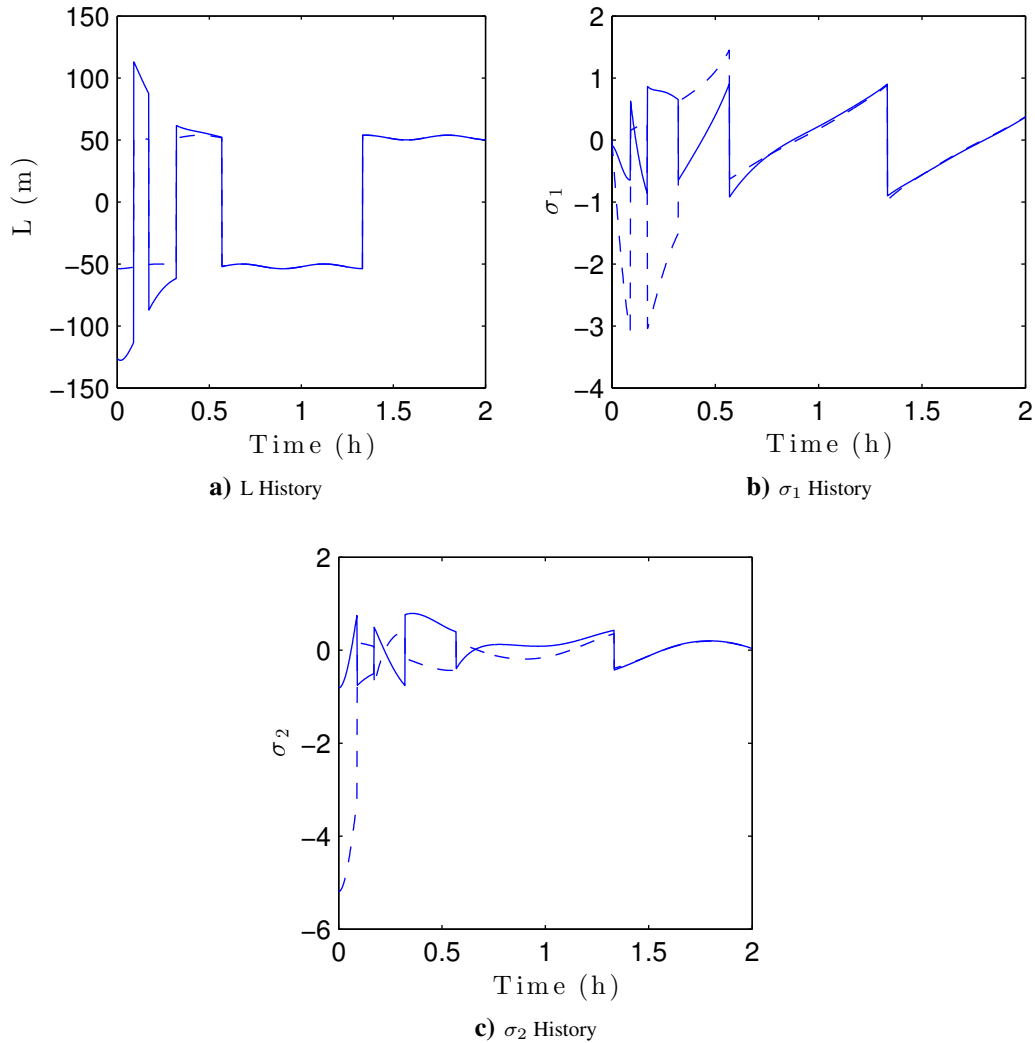 150
100
50
0
−50
−100
−150
L (m)
0 0.5 1 1.5 2
Time (h)
a) L History
2
1
0
−1
−2
−3
−4
σ1
0 0.5 1 1.5 2
Time (h)
b) σ1 History
2
0
−2
−4
−6
σ2
0 0.5 1 1.5 2
Time (h)
c) σ2 History